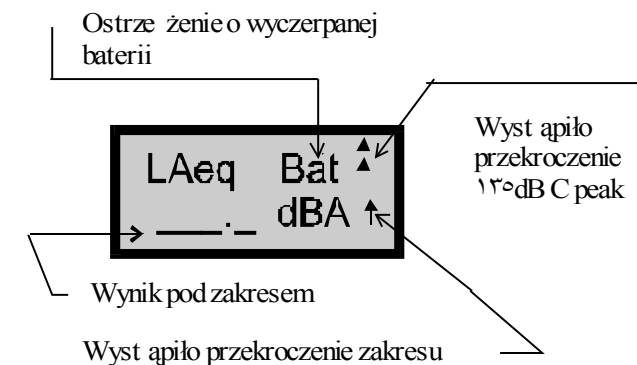 Ostrze żenie o wyczerpanej
baterii
Wyst ąpiło
przekroczenie
١٣٥dB C peak
LAeq Bat
dBA
___._
Wynik pod zakresem
Wyst ąpiło przekroczenie zakresu